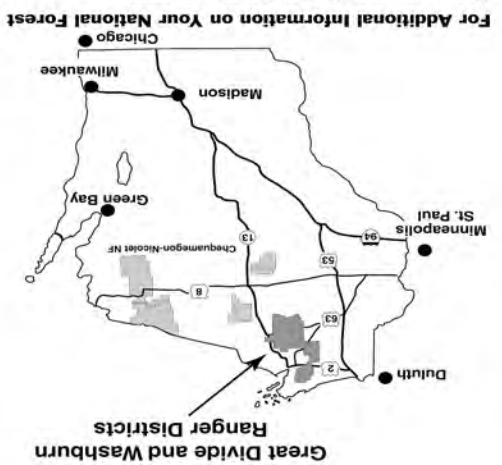 Great Divide and Washburn
Ranger Districts
Duluth
2
63
8
53
Minneapolis
St. Paul
94
13
Chequamegon-Nicolet NF
Green Bay
Madison
Milwaukee
Chicago
For Additional Information on Your National Forest